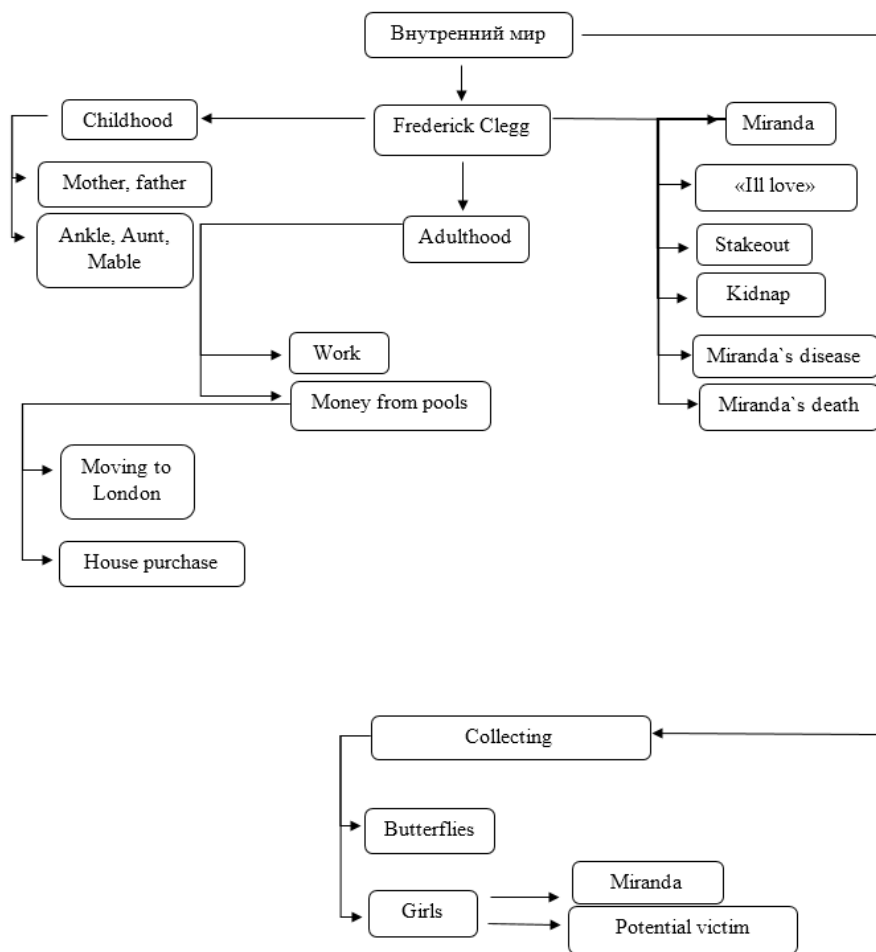 Внутренний мир
Childhood
Frederick Clegg
Miranda
Mother, father
«Ill love»
Ankle, Aunt,
Mable
Adulthood
Stakeout
Kidnap
Work
Miranda`s disease
Money from pools
Miranda`s death
Moving to
London
House purchase
Collecting
Butterflies
Girls
Miranda
Potential victim